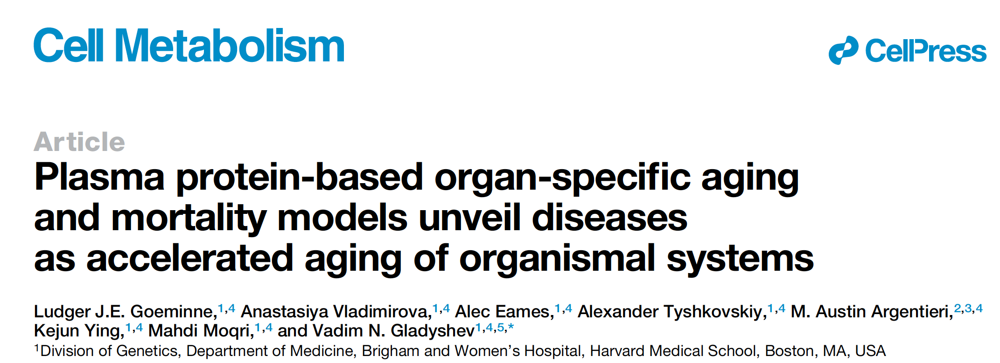 Cell Metabolism
CellPress
Article
Plasma protein-based organ-specific aging
and mortality models unveil diseases
as accelerated aging of organismal systems
Ludger J.E. Goeminne,1,4 Anastasiya Vladimirova,1,4 Alec Eames,1,4 Alexander Tyshkovskiy,1,4 M. Austin Argentieri,2,3,4
Kejun Ying,1,4 Mahdi Moqri,1,4 and Vadim N. Gladyshev1,4,5,*
1Division of Genetics, Department of Medicine, Brigham and Women’s Hospital, Harvard Medical School, Boston, MA, USA